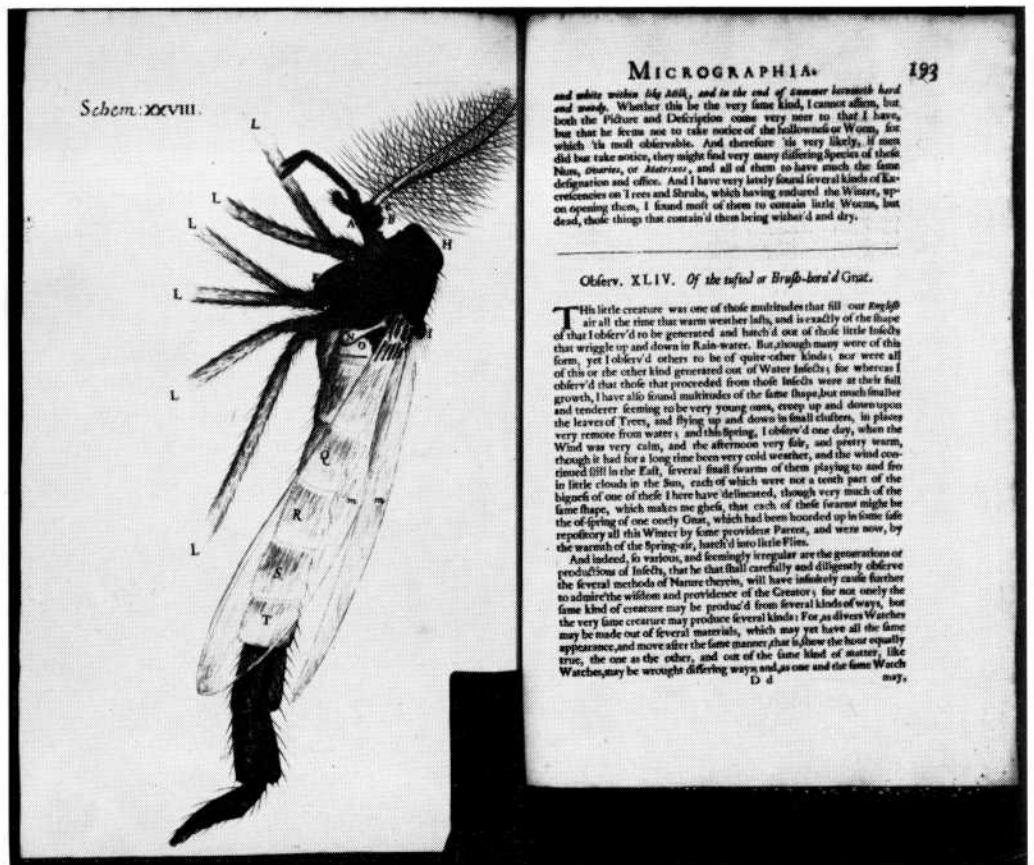 Schem: XXVIII.
L
L
L
L
L
L
A
B
H
E
I
O
Q
m
m
R
S
T
MICROGRAPHIA.
193
and white within like Milk, and in the end of Summer becometh hard
and woody. Whether this be the very ſame kind, I cannot affirm, but
both the Picture and Deſcription come very neer to that I have,
but that he ſeems not to take notice of the hollowneſs or Worm, for
which 'tis moſt obſervable. And therefore 'tis very likely, if men
did but take notice, they might find very many differing Species of theſe
Nuts, Ovaries, or Matrixes, and all of them to have much the ſame
deſignation and office. And I have very lately found ſeveral kinds of Ex-
creſcencies on Trees and Shrubs, which having endured the Winter, up-
on opening them, I found moſt of them to contain little Worms, but
dead, thoſe things that contain'd them being wither'd and dry.
Obſerv. XLIV. Of the tufted or Bruſh-horn'd Gnat.
THis little creature was one of thoſe multitudes that fill our Engliſh
air all the time that warm weather laſts, and is exactly of the ſhape
of that I obſerv'd to be generated and hatch'd out of thoſe little Inſects
that wriggle up and down in Rain-water. But, though many were of this
form, yet I obſerv'd others to be of quite other kinds; nor were all
of this or the other kind generated out of Water Inſects; for whereas I
obſerv'd that thoſe that proceeded from thoſe Inſects were at their full
growth, I have alſo found multitudes of the ſame ſhape, but much ſmaller
and tenderer ſeeming to be very young ones, creep up and down upon
the leaves of Trees, and flying up and down in ſmall cluſters, in places
very remote from water; and this Spring, I obſerv'd one day, when the
Wind was very calm, and the afternoon very fair, and pretty warm,
though it had for a long time been very cold weather, and the wind con-
tinued ſtill in the Eaſt, ſeveral ſmall ſwarms of them playing to and fro
in little clouds in the Sun, each of which were not a tenth part of the
bigneſs of one of theſe I here have delineated, though very much of the
ſame ſhape, which makes me gheſs, that each of theſe ſwarms might be
the of-ſpring of one onely Gnat, which had been hoorded up in ſome ſafe
repoſitory all this Winter by ſome provident Parent, and were now, by
the warmth of the Spring-air, hatch'd into little Flies.
And indeed, ſo various, and ſeemingly irregular are the generations or
productions of Inſects, that he that ſhall carefully and diligently obſerve
the ſeveral methods of Nature therein, will have infinitely cauſe further
to admire the wiſdom and providence of the Creator; for not onely the
ſame kind of creature may be produc'd from ſeveral kinds of ways, but
the very ſame creature may produce ſeveral kinds: For, as divers Watches
may be made out of ſeveral materials, which may yet have all the ſame
appearance, and move after the ſame manner, that is, ſhow the hour equally
true, the one as the other, and out of the ſame kind of matter, like
Watches, may be wrought differing ways; and, as one and the ſame Watch
D d
may,